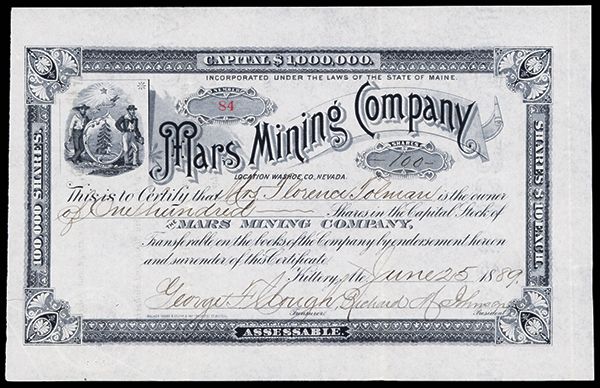 CAPITAL $1,000,000.
INCORPORATED UNDER THE LAWS OF THE STATE OF MAINE.
NUMBER
84
Mars Mining Company
SHARES
100
LOCATION WASHOE, CO., NEVADA.
100,000 SHARES.
SHARES $10 EACH.
This is to Certify that Mrs Florence Tolman is the owner
of One hundred Shares in the Capital Stock of
THE MARS MINING COMPANY,
Transferable on the books of the Company by endorsement hereon
and surrender of this Certificate
Kittery, Me June 25 1889.
George F. Richard
Treasurer. President.
ASSESSABLE